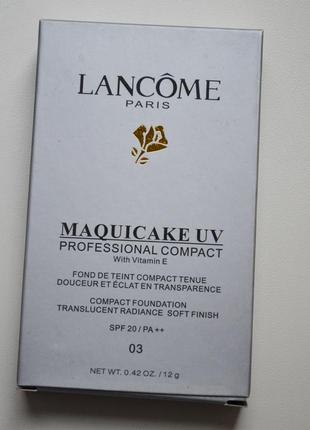 LANCÔME
PARIS
MAQUICAKE UV
PROFESSIONAL COMPACT
With Vitamin E
FOND DE TEINT COMPACT TENUE
DOUCEUR ET ÉCLAT EN TRANSPARENCE
COMPACT FOUNDATION
TRANSLUCENT RADIANCE SOFT FINISH
SPF 20 / PA ++
03
NET WT. 0.42 OZ. / 12 g